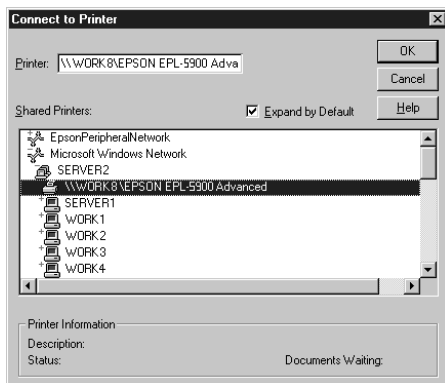 Connect to Printer
Printer: \\WORK8\EPSON EPL-5900 Adva
OK
Cancel
Help
Shared Printers:
Expand by Default
EpsonPeripheralNetwork
Microsoft Windows Network
SERVER2
\\WORK8\EPSON EPL-5900 Advanced
SERVER1
WORK1
WORK2
WORK3
WORK4
Printer Information
Description:
Status: Documents Waiting: